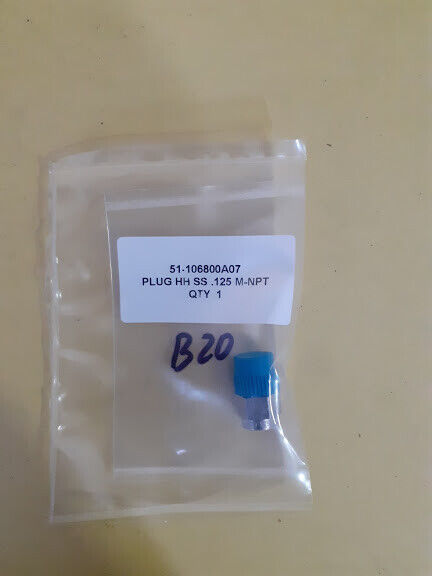 51-106800A07
PLUG HH SS .125 M-NPT
QTY 1
B20